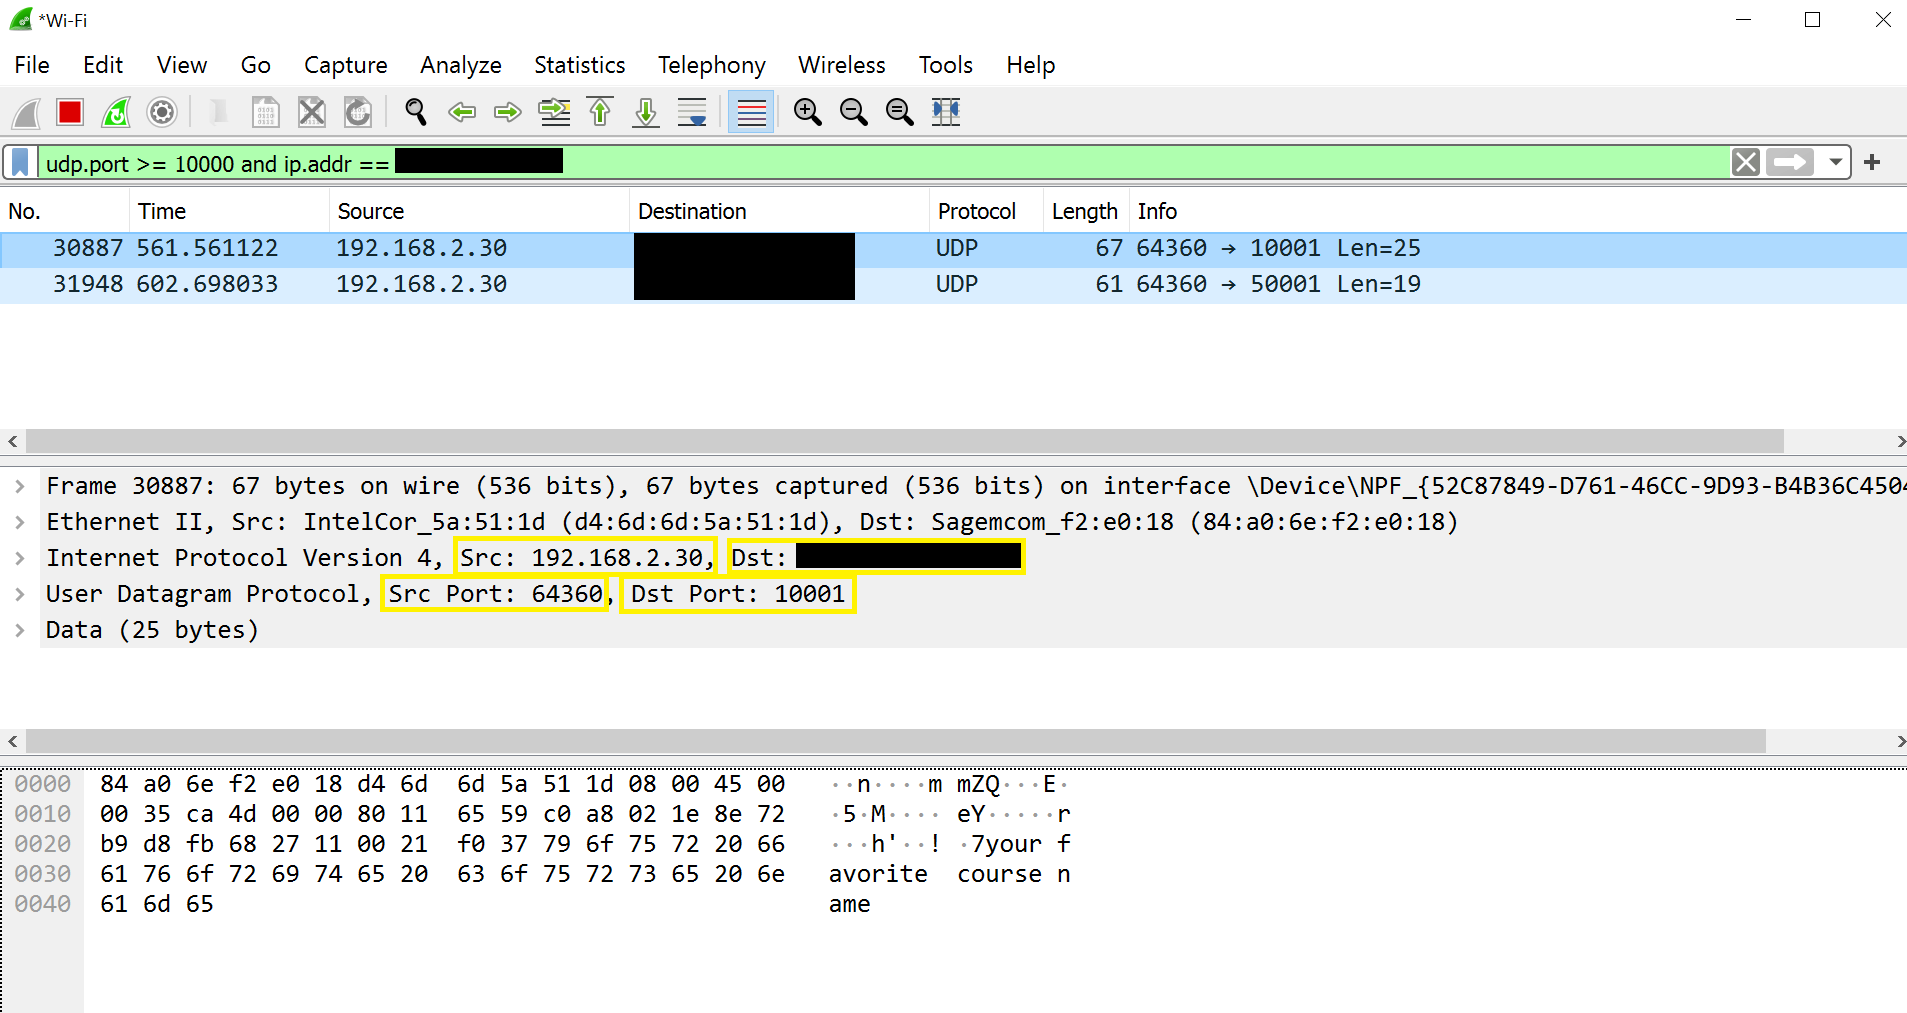 *Wi-Fi
File Edit View Go Capture Analyze Statistics Telephony Wireless Tools Help
udp.port >= 10000 and ip.addr ==
No. Time Source Destination Protocol Length Info
30887 561.561122 192.168.2.30 UDP 67 64360 → 10001 Len=25
31948 602.698033 192.168.2.30 UDP 61 64360 → 50001 Len=19
Frame 30887: 67 bytes on wire (536 bits), 67 bytes captured (536 bits) on interface \Device\NPF_{52C87849-D761-46CC-9D93-B4B36C4504
Ethernet II, Src: IntelCor_5a:51:1d (d4:6d:6d:5a:51:1d), Dst: Sagemcom_f2:e0:18 (84:a0:6e:f2:e0:18)
Internet Protocol Version 4, Src: 192.168.2.30, Dst:
User Datagram Protocol, Src Port: 64360, Dst Port: 10001
Data (25 bytes)
0000 84 a0 6e f2 e0 18 d4 6d 6d 5a 51 1d 08 00 45 00 ··n····m mZQ···E·
0010 00 35 ca 4d 00 00 80 11 65 59 c0 a8 02 1e 8e 72 ·5·M···· eY·····r
0020 b9 d8 fb 68 27 11 00 21 f0 37 79 6f 75 72 20 66 ···h'··! ·7your f
0030 61 76 6f 72 69 74 65 20 63 6f 75 72 73 65 20 6e avorite course n
0040 61 6d 65 ame